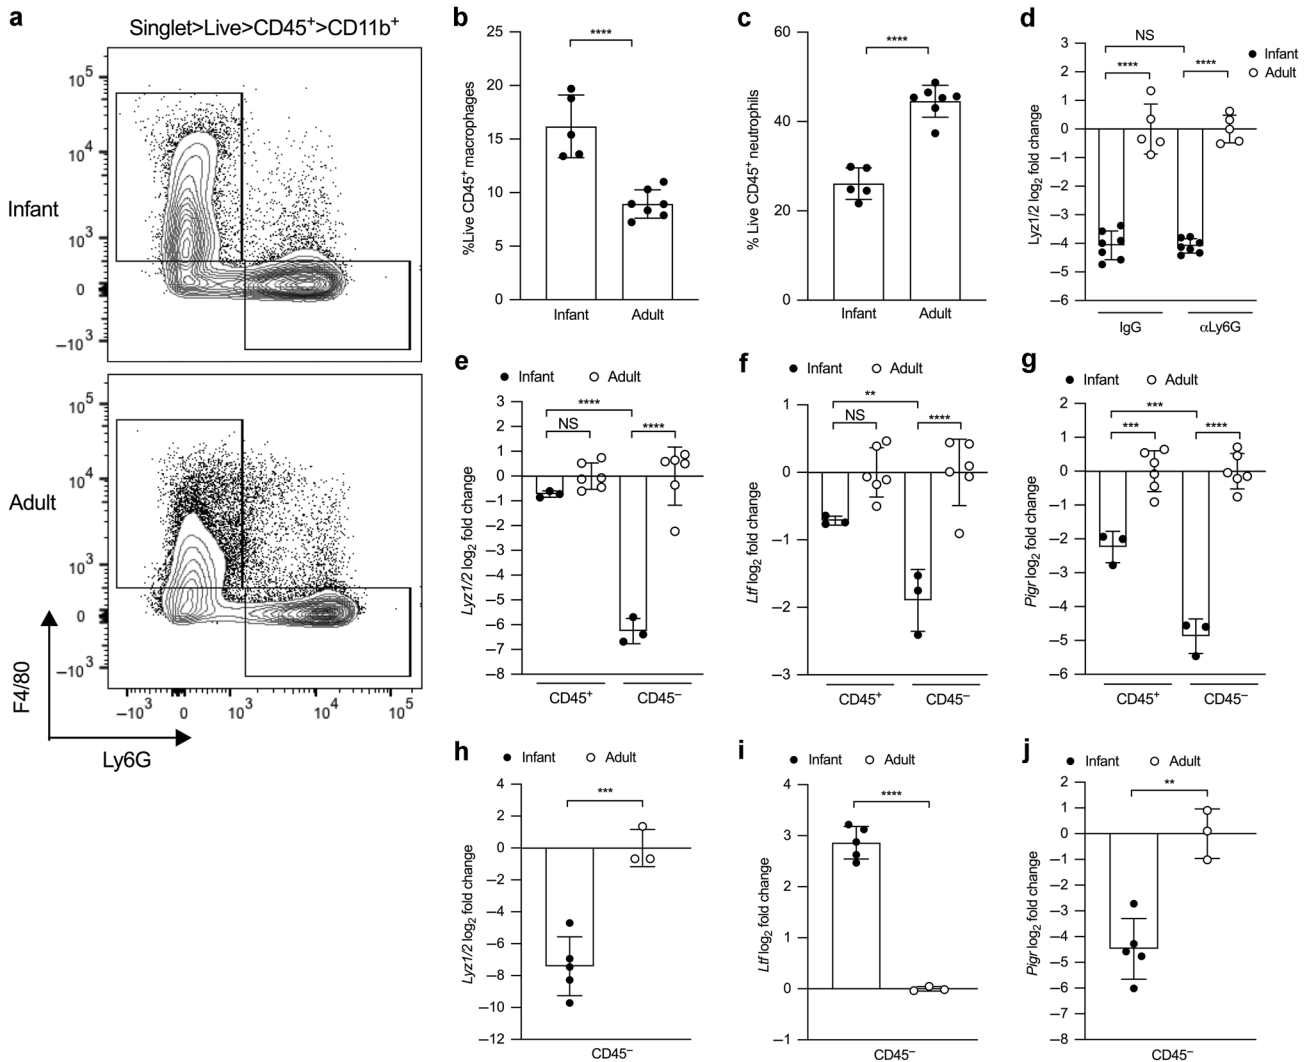 a
Singlet>Live>CD45⁺>CD11b⁺
Infant
10⁵
10⁴
10³
0
–10³
Adult
10⁵
10⁴
10³
0
–10³
–10³ 0 10³ 10⁴ 10⁵
F4/80
Ly6G
b
%Live CD45⁺ macrophages
25
20
15
10
5
0
****
Infant Adult
c
% Live CD45⁺ neutrophils
60
40
20
0
****
Infant Adult
d
Lyz1/2 log₂ fold change
3
2
1
0
–1
–2
–3
–4
–5
–6
NS
**** ****
Infant
Adult
IgG αLy6G
e
Infant Adult
Lyz1/2 log₂ fold change
3
2
1
0
–1
–2
–3
–4
–5
–6
–7
–8
****
NS ****
CD45⁺ CD45⁻
f
Infant Adult
Ltf log₂ fold change
1
0
–1
–2
–3
**
NS ****
CD45⁺ CD45⁻
g
Infant Adult
Pigr log₂ fold change
2
1
0
–1
–2
–3
–4
–5
–6
***
*** ****
CD45⁺ CD45⁻
h
Infant Adult
Lyz1/2 log₂ fold change
4
2
0
–2
–4
–6
–8
–10
–12
***
CD45⁻
i
Infant Adult
Ltf log₂ fold change
4
3
2
1
0
–1
****
CD45⁻
j
Infant Adult
Pigr log₂ fold change
2
1
0
–1
–2
–3
–4
–5
–6
–7
–8
**
CD45⁻